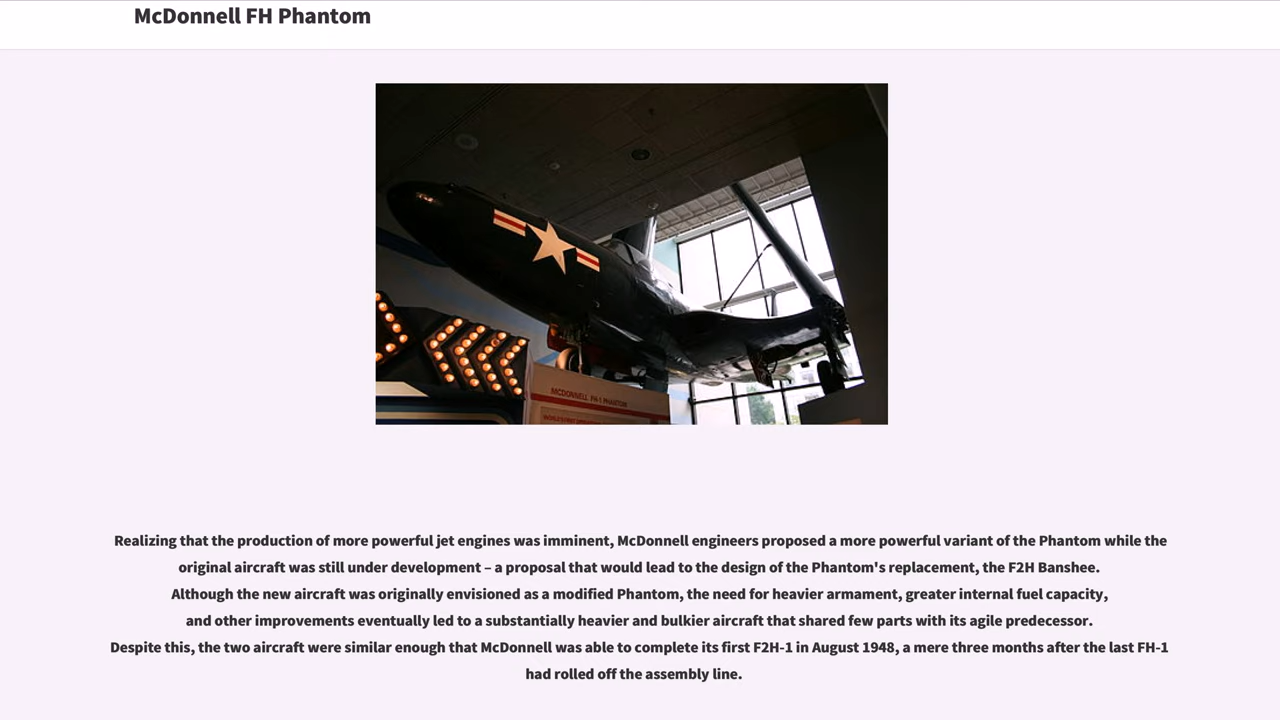 McDonnell FH Phantom
MCDONNELL FH-1 PHANTOM
Realizing that the production of more powerful jet engines was imminent, McDonnell engineers proposed a more powerful variant of the Phantom while the
original aircraft was still under development – a proposal that would lead to the design of the Phantom's replacement, the F2H Banshee.
Although the new aircraft was originally envisioned as a modified Phantom, the need for heavier armament, greater internal fuel capacity,
and other improvements eventually led to a substantially heavier and bulkier aircraft that shared few parts with its agile predecessor.
Despite this, the two aircraft were similar enough that McDonnell was able to complete its first F2H-1 in August 1948, a mere three months after the last FH-1
had rolled off the assembly line.